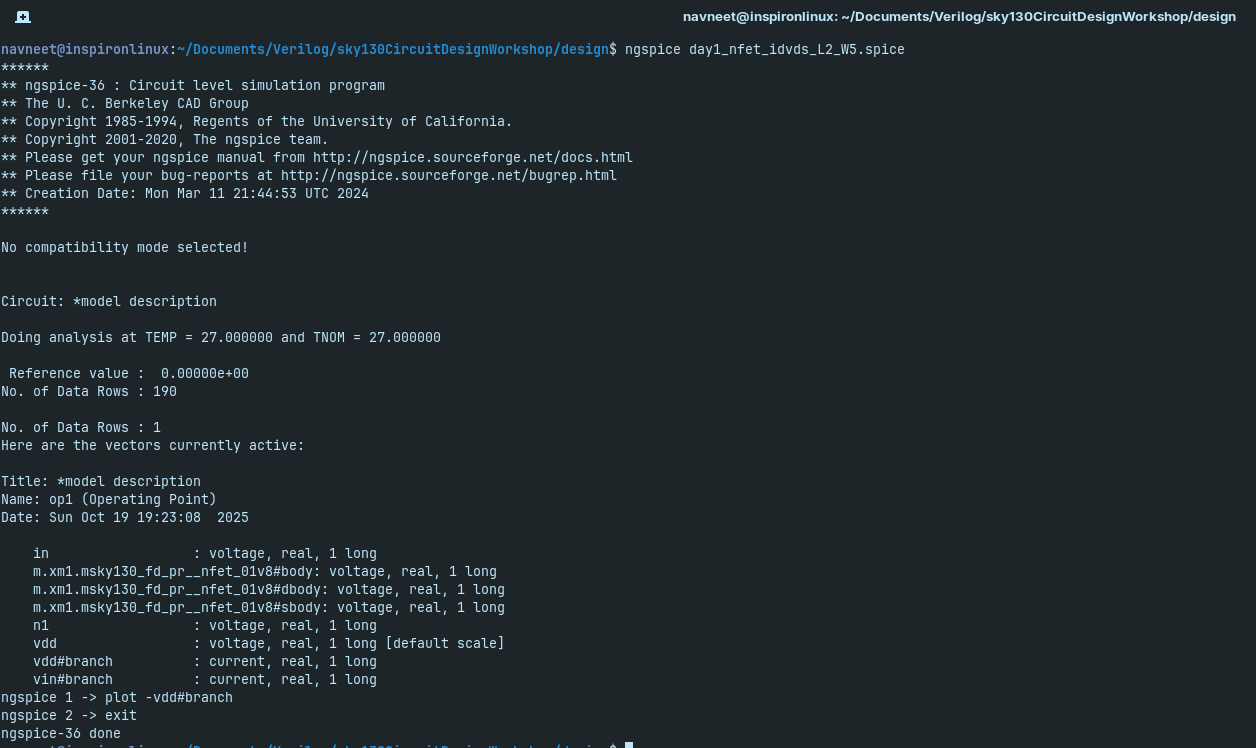 navneet@inspironlinux: ~/Documents/Verilog/sky130CircuitDesignWorkshop/design
navneet@inspironlinux:~/Documents/Verilog/sky130CircuitDesignWorkshop/design$ ngspice day1_nfet_idvds_L2_W5.spice
******
** ngspice-36 : Circuit level simulation program
** The U. C. Berkeley CAD Group
** Copyright 1985-1994, Regents of the University of California.
** Copyright 2001-2020, The ngspice team.
** Please get your ngspice manual from http://ngspice.sourceforge.net/docs.html
** Please file your bug-reports at http://ngspice.sourceforge.net/bugrep.html
** Creation Date: Mon Mar 11 21:44:53 UTC 2024
******
No compatibility mode selected!
Circuit: *model description
Doing analysis at TEMP = 27.000000 and TNOM = 27.000000
Reference value :  0.00000e+00
No. of Data Rows : 190
No. of Data Rows : 1
Here are the vectors currently active:
Title: *model description
Name: op1 (Operating Point)
Date: Sun Oct 19 19:23:08  2025
in                  : voltage, real, 1 long
m.xm1.msky130_fd_pr__nfet_01v8#body: voltage, real, 1 long
m.xm1.msky130_fd_pr__nfet_01v8#dbody: voltage, real, 1 long
m.xm1.msky130_fd_pr__nfet_01v8#sbody: voltage, real, 1 long
n1                  : voltage, real, 1 long
vdd                 : voltage, real, 1 long [default scale]
vdd#branch          : current, real, 1 long
vin#branch          : current, real, 1 long
ngspice 1 -> plot -vdd#branch
ngspice 2 -> exit
ngspice-36 done